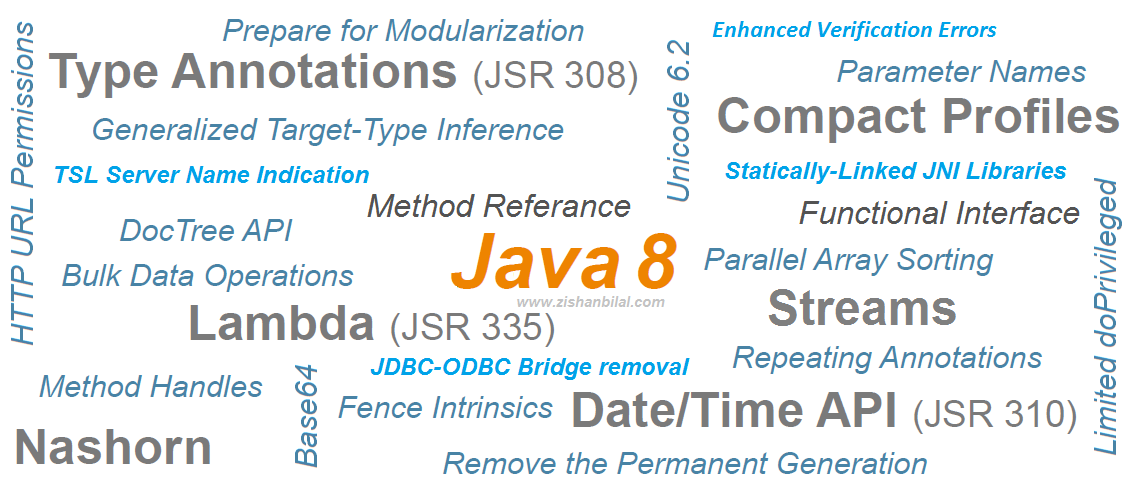 Prepare for Modularization
Enhanced Verification Errors
HTTP URL Permissions
Type Annotations (JSR 308)
Unicode 6.2
Parameter Names
Compact Profiles
Generalized Target-Type Inference
TSL Server Name Indication
Statically-Linked JNI Libraries
Method Referance
Functional Interface
Limited doPrivileged
DocTree API
Java 8
Parallel Array Sorting
Bulk Data Operations
www.zishanbilal.com
Streams
Lambda (JSR 335)
JDBC-ODBC Bridge removal
Repeating Annotations
Method Handles
Base64
Fence Intrinsics
Date/Time API (JSR 310)
Nashorn
Remove the Permanent Generation